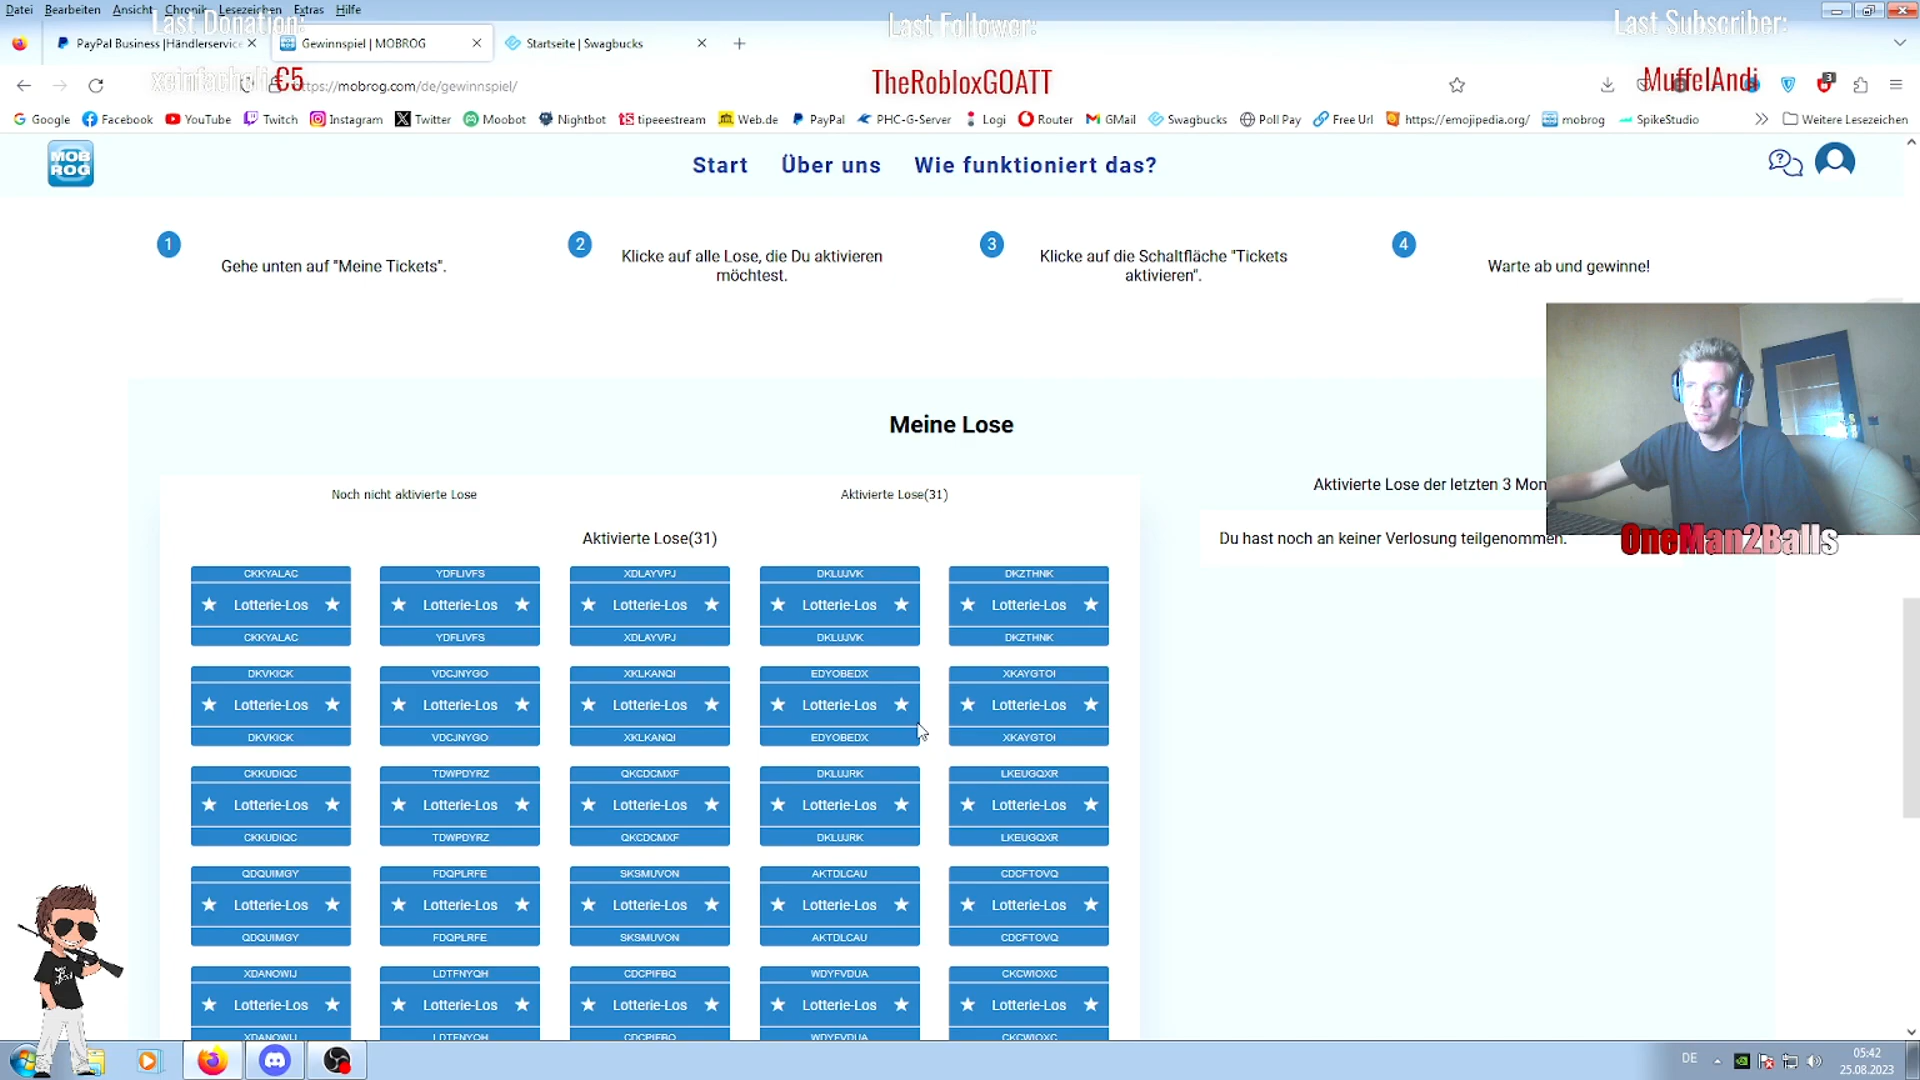 Datei Bearbeiten Ansicht Chronik Lesezeichen Extras Hilfe
Last Donation:
Last Follower:
Last Subscriber:
PayPal Business |Händlerservice
Gewinnspiel | MOBROG
Startseite | Swagbucks
xeinfacholi €5
TheRobloxGOATT
MuffelAndi
https://mobrog.com/de/gewinnspiel/
3
Google Facebook YouTube Twitch Instagram Twitter Moobot Nightbot tipeeestream Web.de PayPal PHC-G-Server Logi Router GMail Swagbucks Poll Pay Free Url https://emojipedia.org/ mobrog SpikeStudio Weitere Lesezeichen
MOB
ROG
Start Über uns Wie funktioniert das?
1
Gehe unten auf "Meine Tickets".
2
Klicke auf alle Lose, die Du aktivieren
möchtest.
3
Klicke auf die Schaltfläche "Tickets
aktivieren".
4
Warte ab und gewinne!
Meine Lose
Noch nicht aktivierte Lose
Aktivierte Lose(31)
Aktivierte Lose der letzten 3 Mon
Aktivierte Lose(31)
Du hast noch an keiner Verlosung teilgenommen.
OneMan2Balls
CKKYALAC YDFLIVFS XDLAYVPJ DKLUJVK DKZTHNK
Lotterie-Los Lotterie-Los Lotterie-Los Lotterie-Los Lotterie-Los
CKKYALAC YDFLIVFS XDLAYVPJ DKLUJVK DKZTHNK
DKVKICK VDCJNYGO XKLKANQI EDYOBEDX XKAYGTOI
Lotterie-Los Lotterie-Los Lotterie-Los Lotterie-Los Lotterie-Los
DKVKICK VDCJNYGO XKLKANQI EDYOBEDX XKAYGTOI
CKKUDIQC TDWPDYRZ QKCDCMXF DKLUJRK LKEUGQXR
Lotterie-Los Lotterie-Los Lotterie-Los Lotterie-Los Lotterie-Los
CKKUDIQC TDWPDYRZ QKCDCMXF DKLUJRK LKEUGQXR
QDQUIMGY FDQPLRFE SKSMUVON AKTDLCAU CDCFTOVQ
Lotterie-Los Lotterie-Los Lotterie-Los Lotterie-Los Lotterie-Los
QDQUIMGY FDQPLRFE SKSMUVON AKTDLCAU CDCFTOVQ
XDANOWIJ LDTFNYQH CDCPIFBQ WDYFVDUA CKCWIOXC
Lotterie-Los Lotterie-Los Lotterie-Los Lotterie-Los Lotterie-Los
XDANOWIJ LDTFNYQH CDCPIFBQ WDYFVDUA CKCWIOXC
DE
05:42
25.08.2023